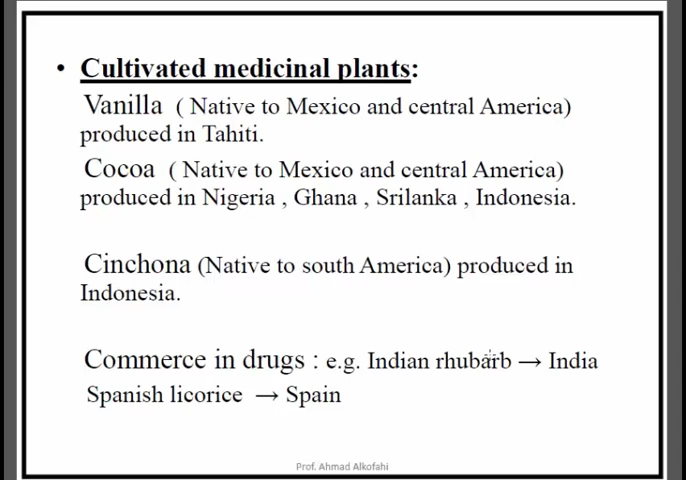 • Cultivated medicinal plants:
Vanilla ( Native to Mexico and central America)
produced in Tahiti.
Cocoa ( Native to Mexico and central America)
produced in Nigeria , Ghana , Srilanka , Indonesia.
Cinchona (Native to south America) produced in
Indonesia.
Commerce in drugs : e.g. Indian rhubarb → India
Spanish licorice → Spain
Prof. Ahmad Alkofahi